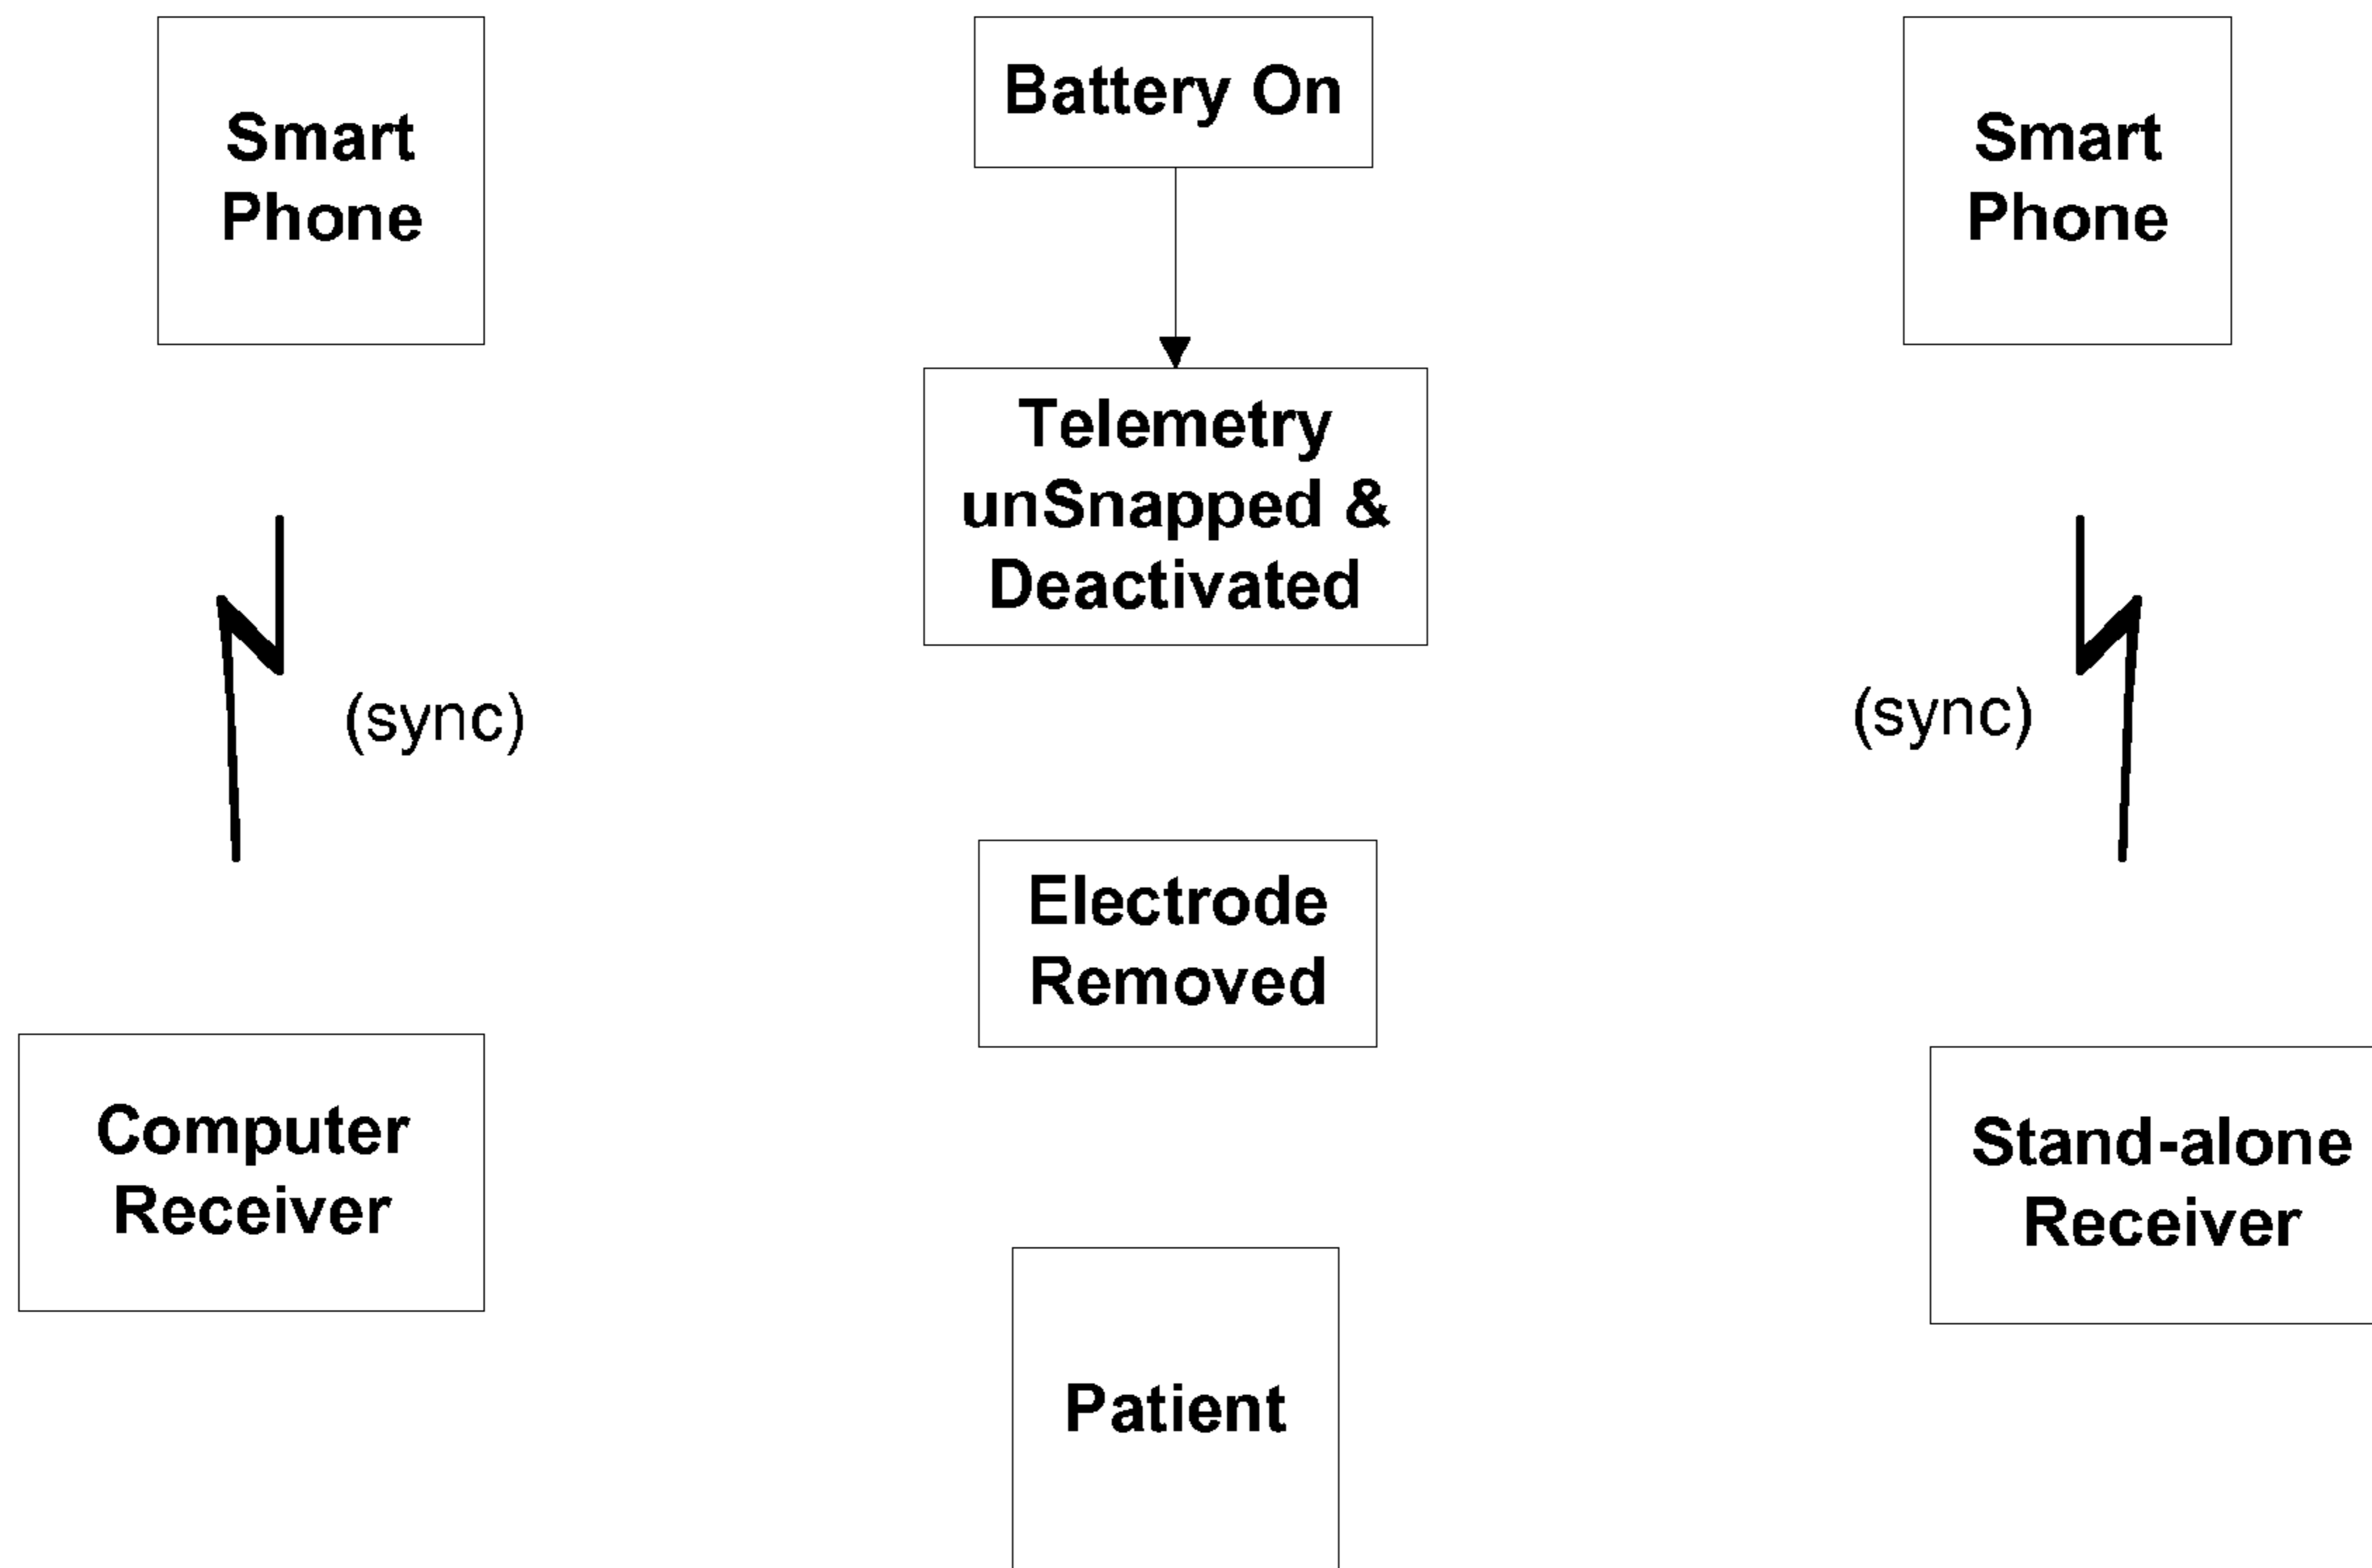 Smart
Phone
Battery On
Smart
Phone
Telemetry
unSnapped &
Deactivated
(sync)
(sync)
Electrode
Removed
Computer
Receiver
Stand-alone
Receiver
Patient